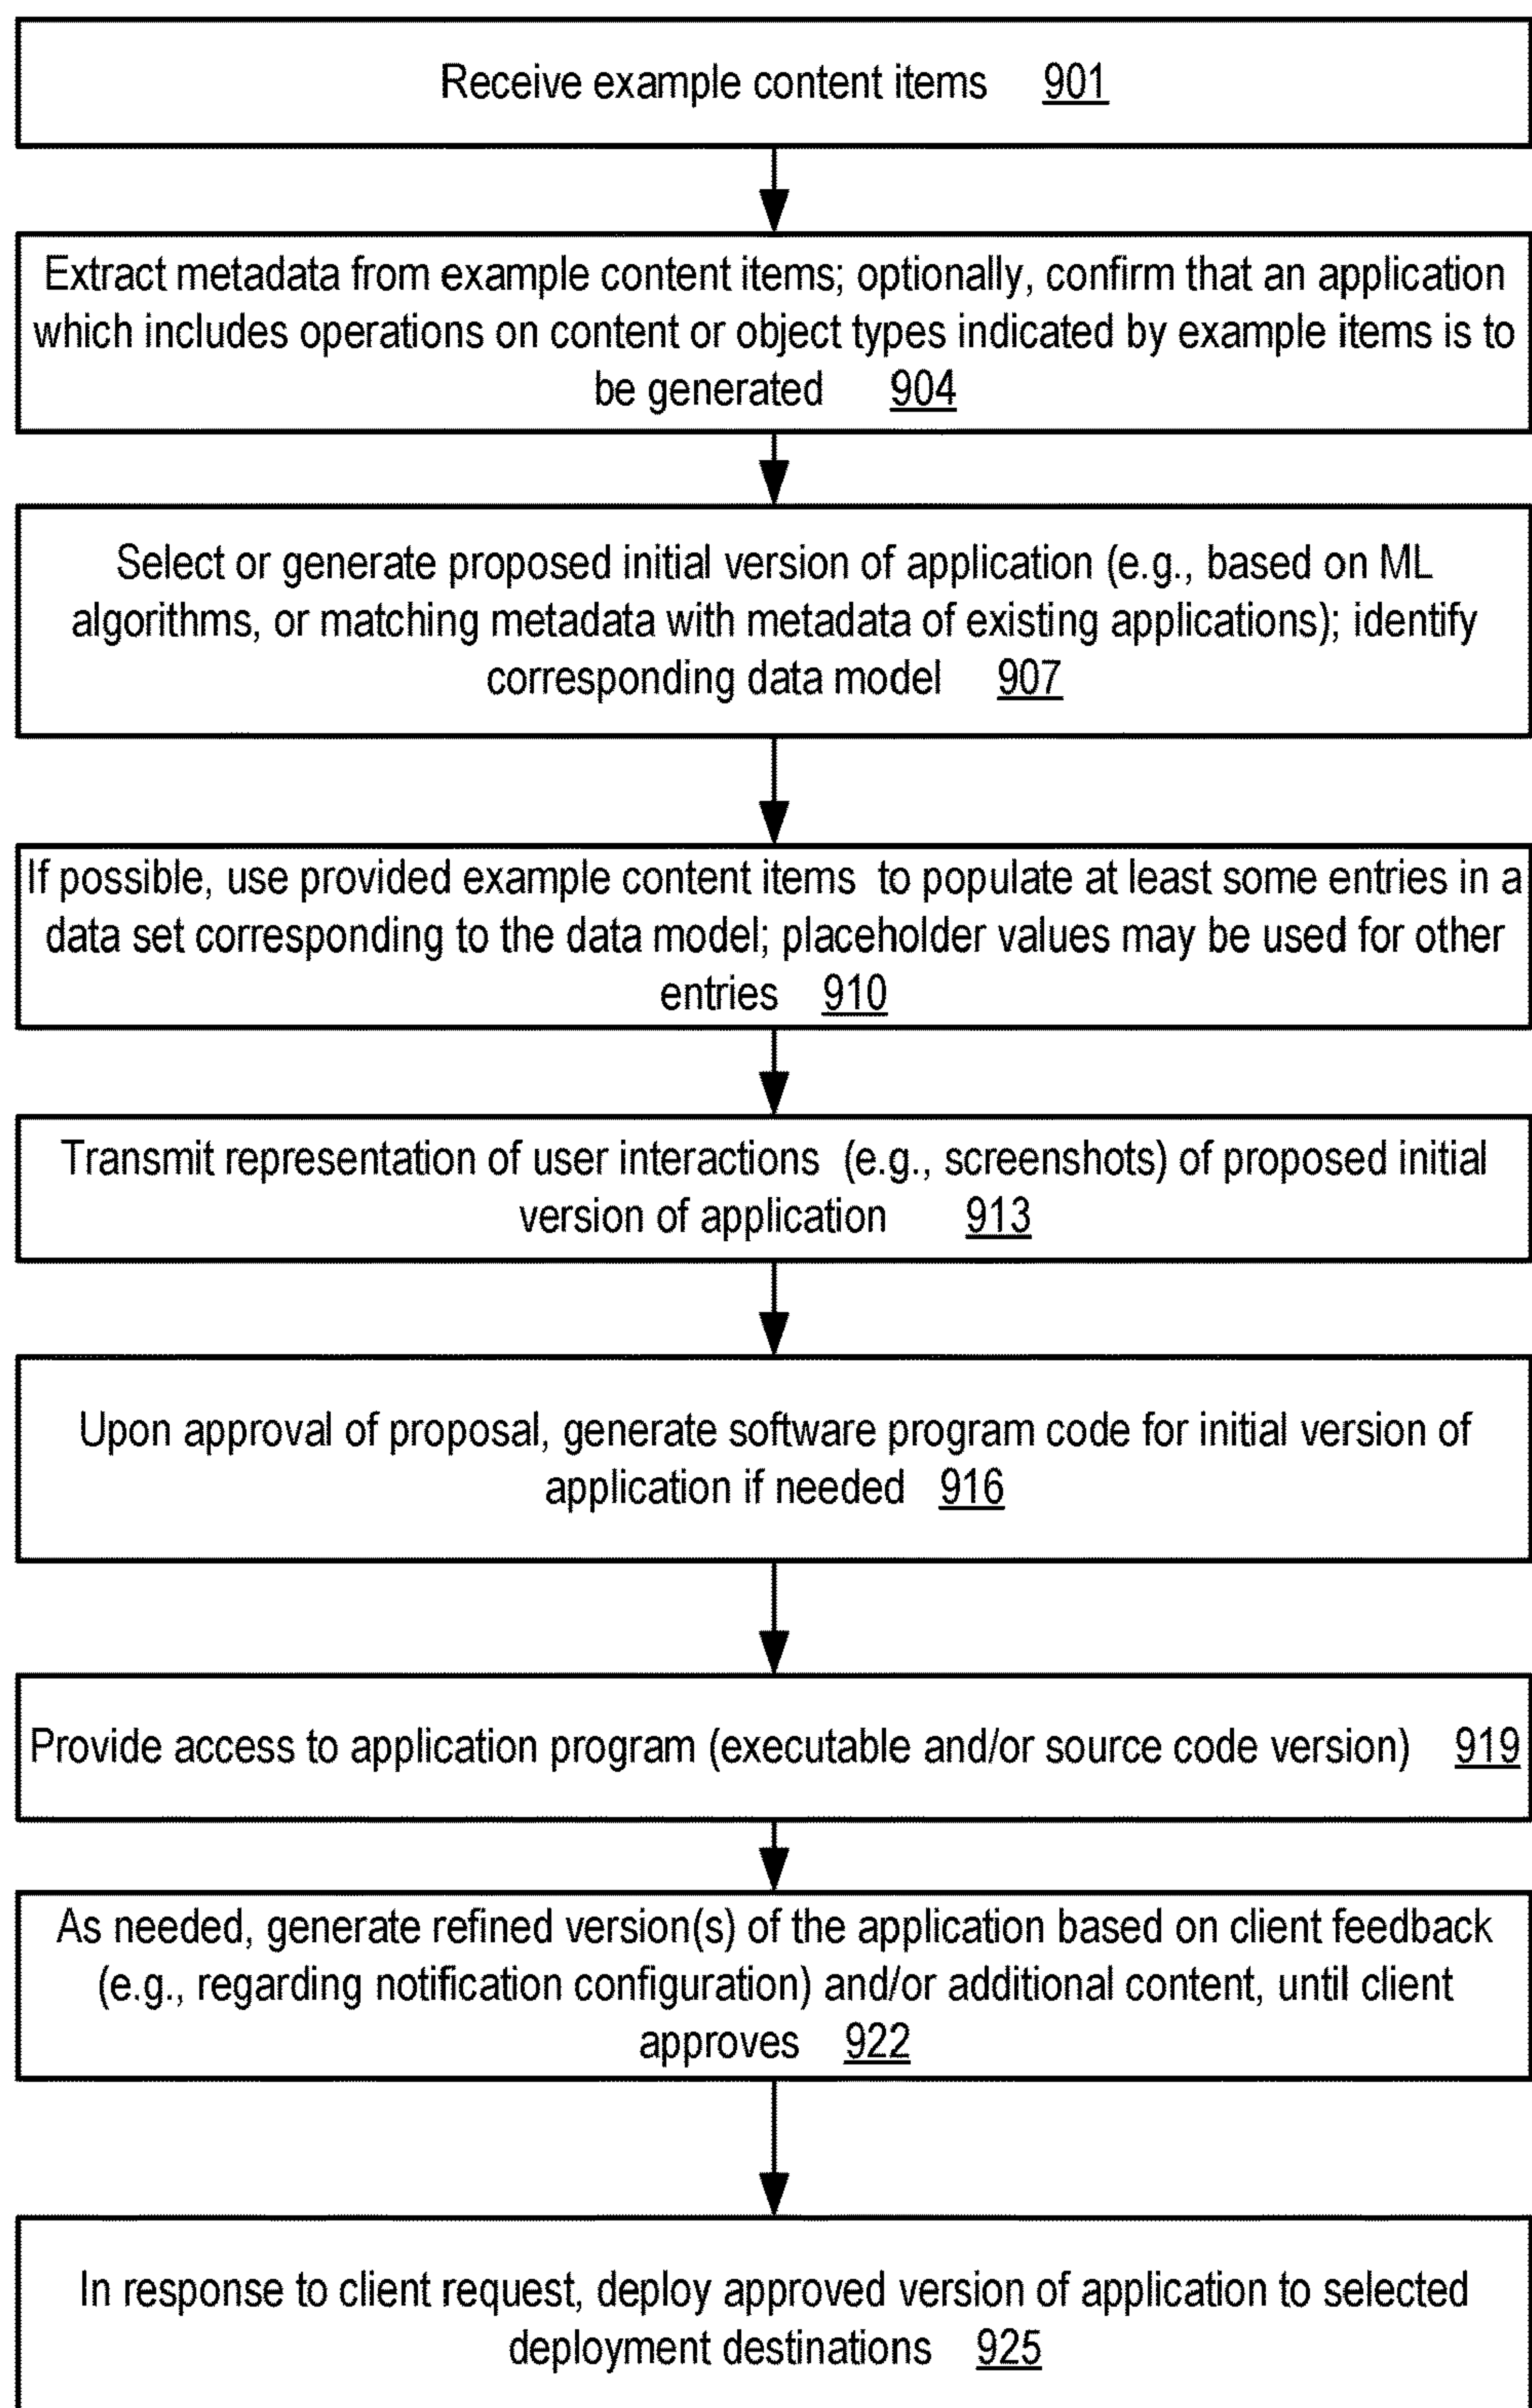 Receive example content items 901
Extract metadata from example content items; optionally, confirm that an application
which includes operations on content or object types indicated by example items is to
be generated 904
Select or generate proposed initial version of application (e.g., based on ML
algorithms, or matching metadata with metadata of existing applications); identify
corresponding data model 907
If possible, use provided example content items to populate at least some entries in a
data set corresponding to the data model; placeholder values may be used for other
entries 910
Transmit representation of user interactions (e.g., screenshots) of proposed initial
version of application 913
Upon approval of proposal, generate software program code for initial version of
application if needed 916
Provide access to application program (executable and/or source code version) 919
As needed, generate refined version(s) of the application based on client feedback
(e.g., regarding notification configuration) and/or additional content, until client
approves 922
In response to client request, deploy approved version of application to selected
deployment destinations 925